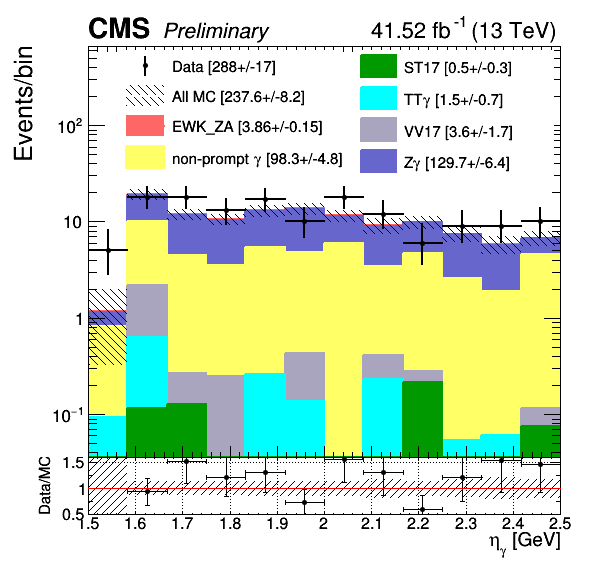 CMS Preliminary 41.52 fb⁻¹ (13 TeV)
Events/bin
Data [288+/-17]
All MC [237.6+/-8.2]
EWK_ZA [3.86+/-0.15]
non-prompt γ [98.3+/-4.8]
ST17 [0.5+/-0.3]
TTγ [1.5+/-0.7]
VV17 [3.6+/-1.7]
Zγ [129.7+/-6.4]
10²
10
1
10⁻¹
Data/MC
1.5
1
0.5
1.5 1.6 1.7 1.8 1.9 2 2.1 2.2 2.3 2.4 2.5
ηγ [GeV]